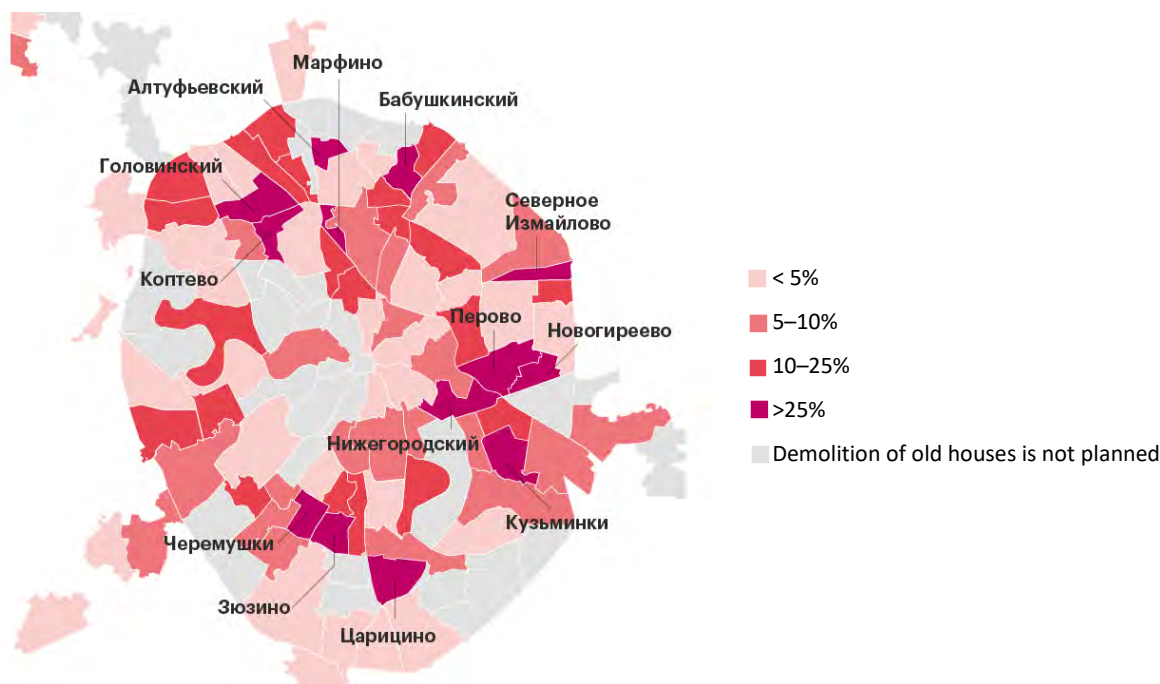 Марфино
Алтуфьевский
Бабушкинский
Головинский
Северное
Измайлово
Коптево
< 5%
5–10%
10–25%
>25%
Demolition of old houses is not planned
Перово
Новогиреево
Нижегородский
Кузьминки
Черемушки
Зюзино
Царицино